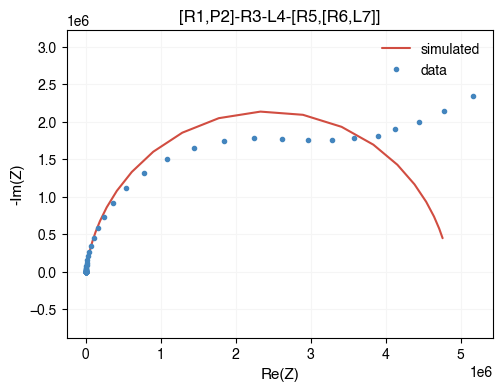 [R1,P2]-R3-L4-[R5,[R6,L7]]
1e6
simulated
data
3.0
2.5
2.0
1.5
1.0
0.5
0.0
-0.5
-Im(Z)
0 1 2 3 4 5
1e6
Re(Z)